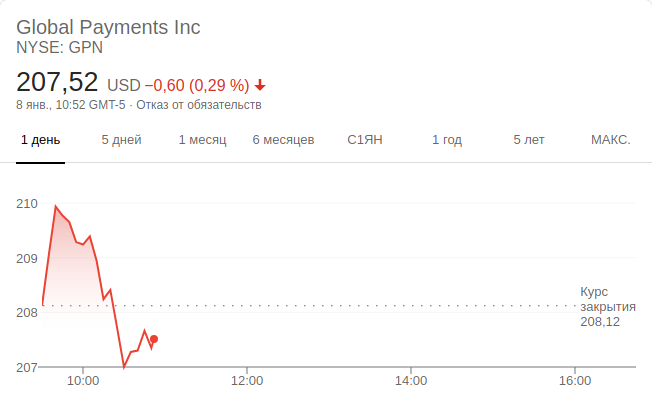 Global Payments Inc
NYSE: GPN
207,52 USD −0,60 (0,29 %)
8 янв., 10:52 GMT-5 · Отказ от обязательств
1 день 5 дней 1 месяц 6 месяцев С1ЯН 1 год 5 лет МАКС.
210
209
208
207
Курс
закрытия
208,12
10:00 12:00 14:00 16:00